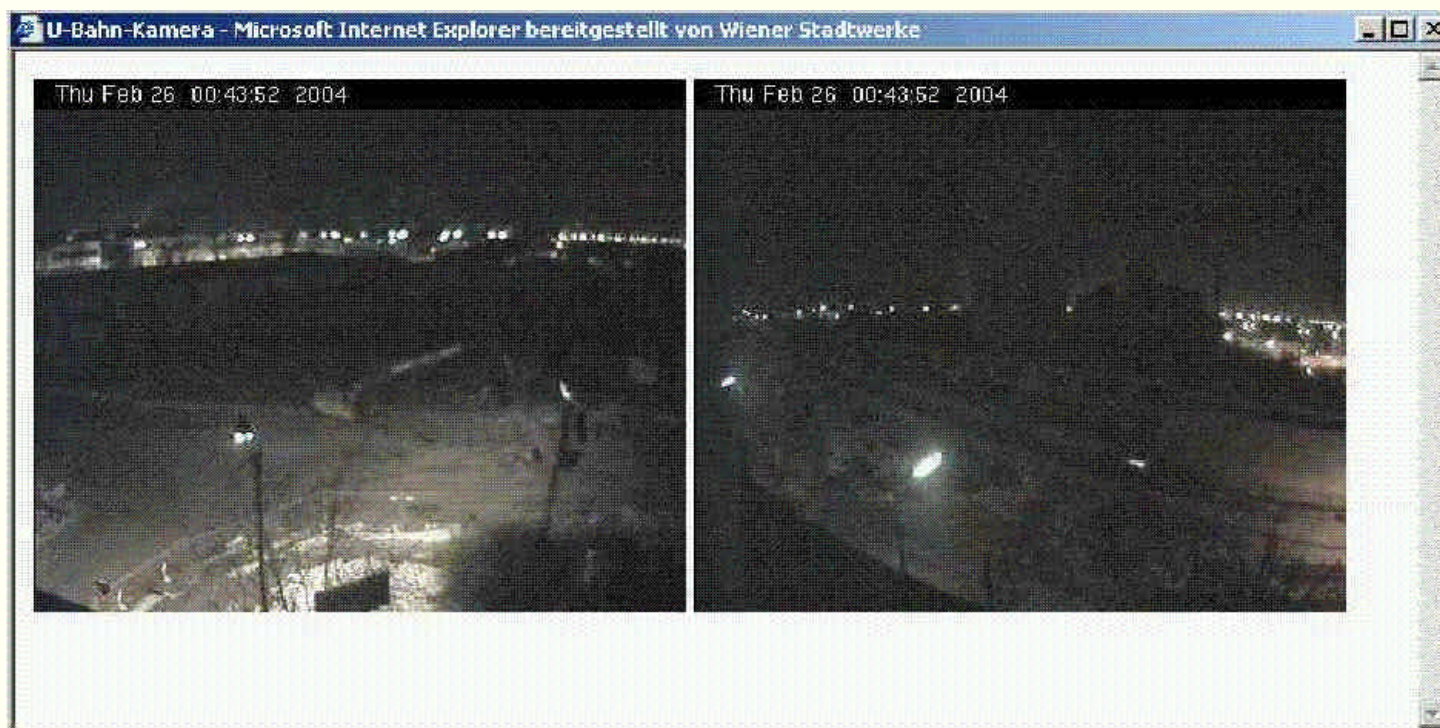 U-Bahn-Kamera - Microsoft Internet Explorer bereitgestellt von Wiener Stadtwerke
Thu Feb 26 00:43:52 2004
Thu Feb 26 00:43:52 2004